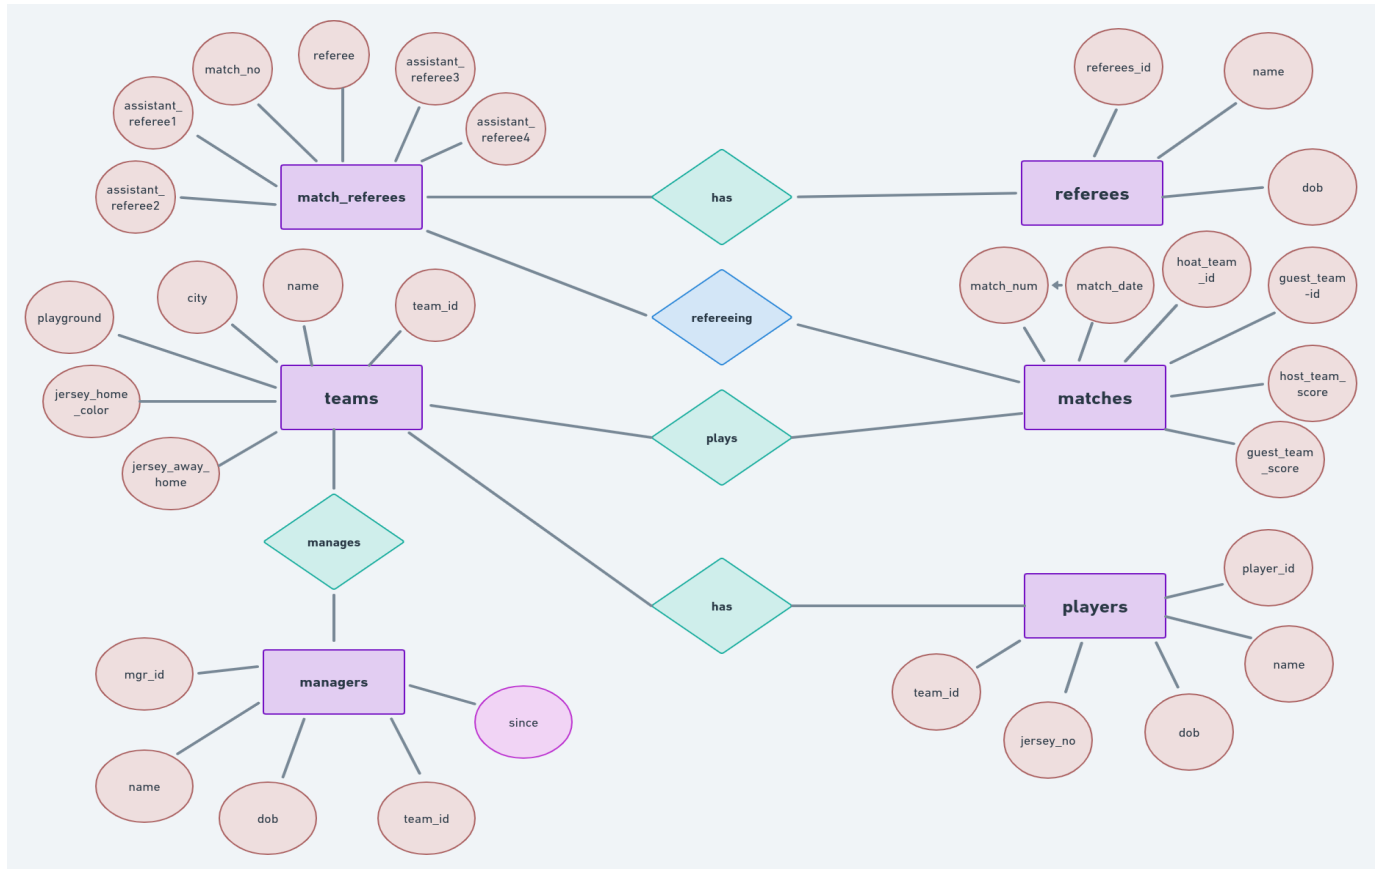 referee
match_no
assistant_
referee3
assistant_
referee1
assistant_
referee4
assistant_
referee2
match_referees
has
referees_id
name
referees
dob
refereeing
match_num
match_date
hoat_team
_id
guest_team
-id
host_team_
score
guest_team
_score
matches
playground
city
name
team_id
jersey_home
_color
jersey_away_
home
teams
plays
manages
has
players
player_id
name
dob
jersey_no
team_id
managers
mgr_id
name
dob
team_id
since